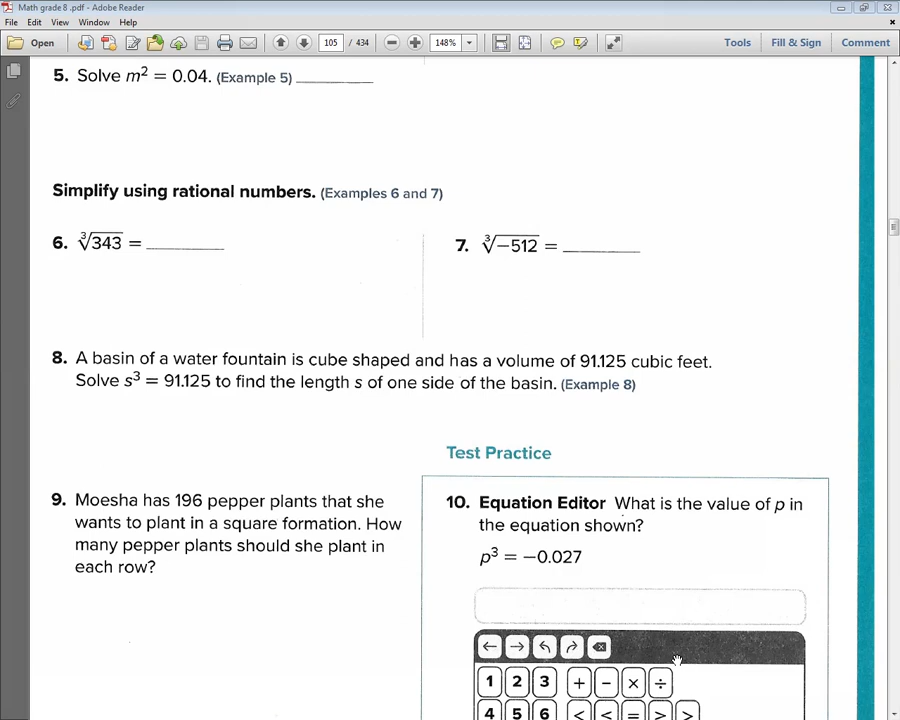 Math grade 8 .pdf - Adobe Reader
File Edit View Window Help
Open 105 / 434 148% Tools Fill & Sign Comment
5. Solve m² = 0.04. (Example 5) ________
Simplify using rational numbers. (Examples 6 and 7)
6. ∛343 = ________
7. ∛−512 = ________
8. A basin of a water fountain is cube shaped and has a volume of 91.125 cubic feet.
Solve s³ = 91.125 to find the length s of one side of the basin. (Example 8)
9. Moesha has 196 pepper plants that she
wants to plant in a square formation. How
many pepper plants should she plant in
each row?
Test Practice
10. Equation Editor What is the value of p in
the equation shown?
p³ = −0.027
1 2 3 + − × ÷
4 5 6 < ≤ = ≥ >